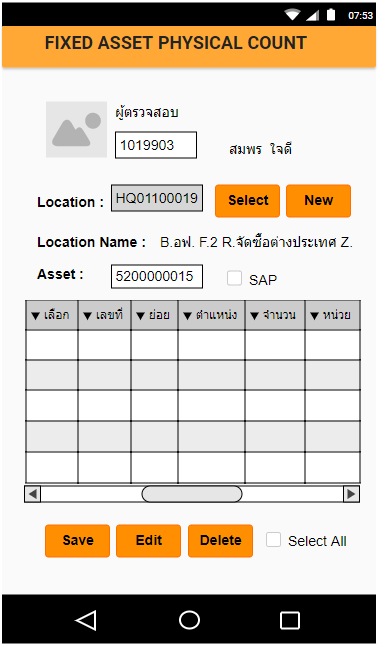 07:53
FIXED ASSET PHYSICAL COUNT
ผู้ตรวจสอบ
1019903 สมพร ใจดี
Location : HQ01100019 Select New
Location Name : B.อฟ. F.2 R.จัดซื้อต่างประเทศ Z.
Asset : 5200000015 SAP
▼ เลือก ▼ เลขที่ ▼ ย่อย ▼ ตำแหน่ง ▼ จำนวน ▼ หน่วย
Save Edit Delete Select All